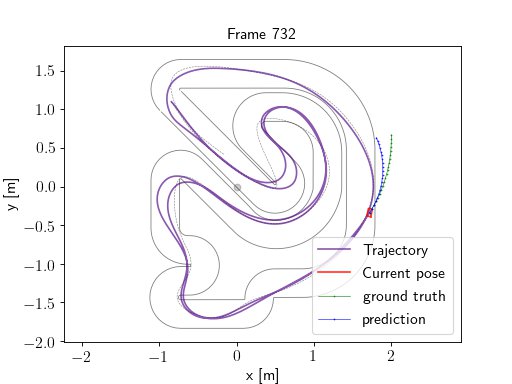 Frame 732
1.5
1.0
0.5
0.0
−0.5
−1.0
−1.5
−2.0
y [m]
−2
−1
0
1
2
x [m]
Trajectory
Current pose
ground truth
prediction